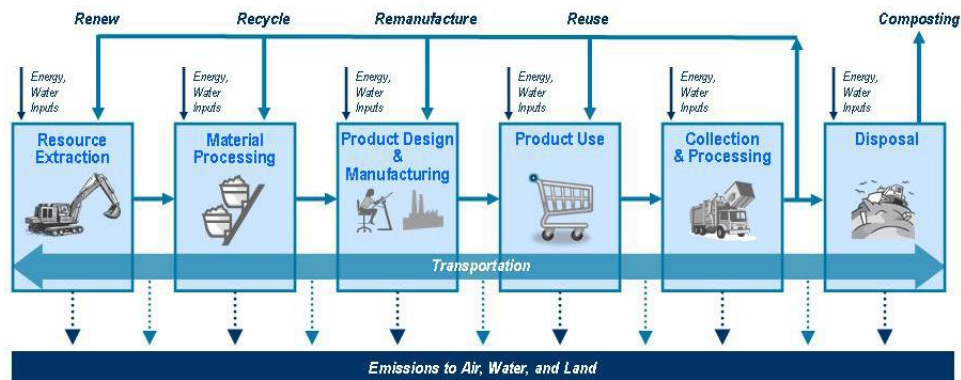 Renew
Recycle
Remanufacture
Reuse
Composting
Energy,
Water
Inputs
Energy,
Water
Inputs
Energy,
Water
Inputs
Energy,
Water
Inputs
Energy,
Water
Inputs
Energy,
Water
Inputs
Resource
Extraction
Material
Processing
Product Design
&
Manufacturing
Product Use
Collection
& Processing
Disposal
Transportation
Emissions to Air, Water, and Land